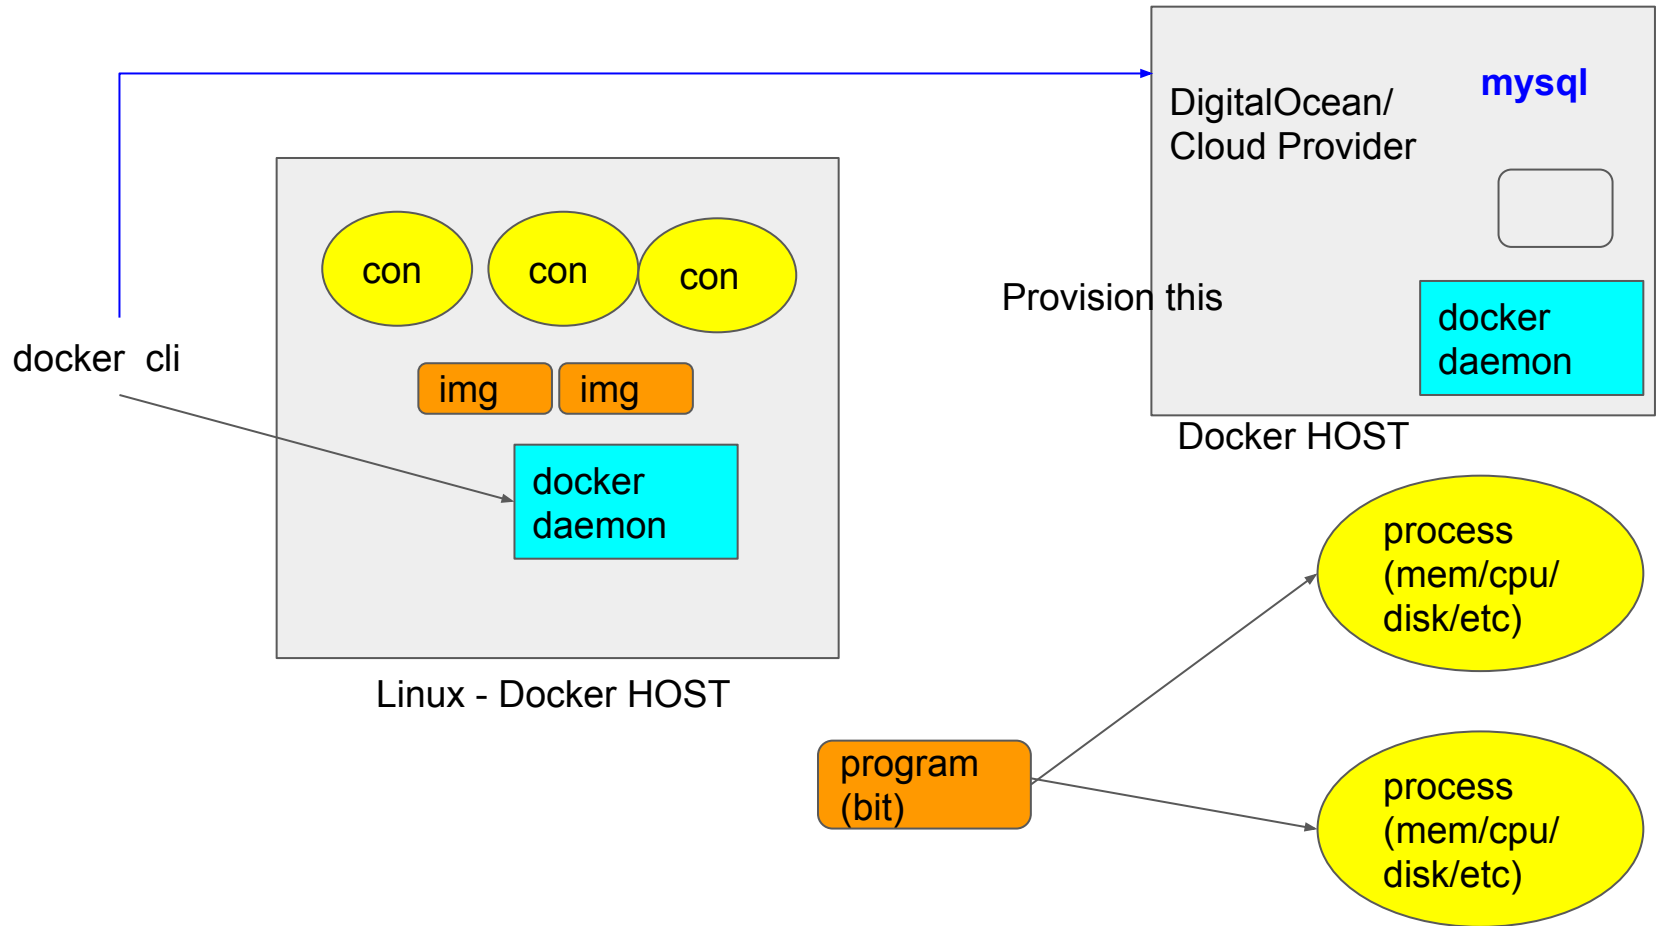 mysql
DigitalOcean/
Cloud Provider
con
con
con
Provision this
docker
daemon
docker  cli
img
img
Docker HOST
docker
daemon
process
(mem/cpu/
disk/etc)
Linux - Docker HOST
program
(bit)
process
(mem/cpu/
disk/etc)